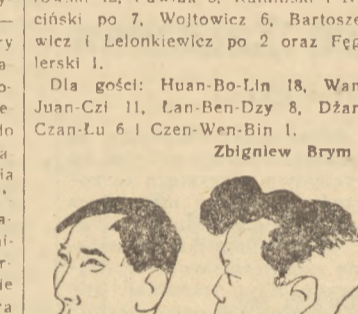 ciński po 7, Wojtowicz 6, Bartosze
wicz i Lelonkiewicz po 2 oraz Fęg
lerski 1.
Dla gości: Huan-Bo-Lin 18, Wan
Juan-Czi 11, Łan-Ben-Dzy 8, Dżan
Czan-Łu 6 i Czen-Wen-Bin 1.
Zbigniew Brym